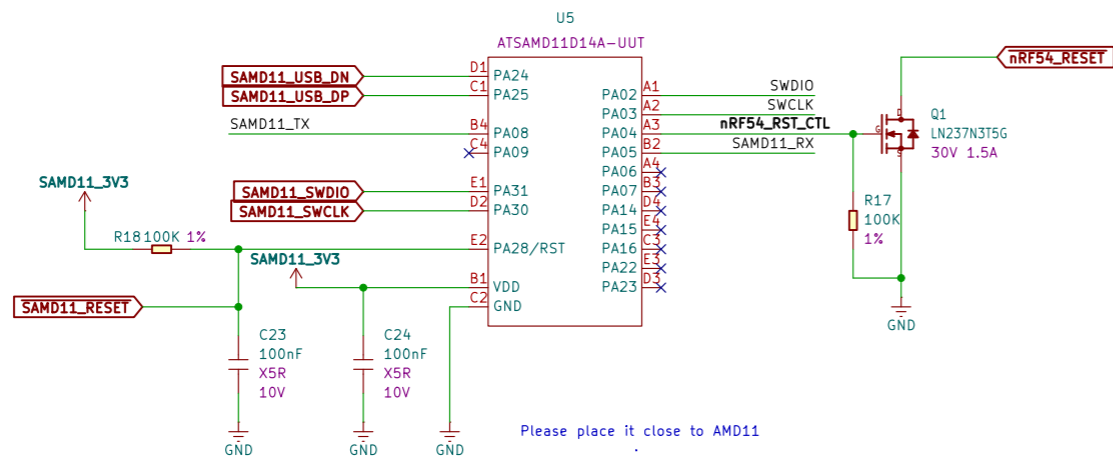 U5
ATSAMD11D14A-UUT
SAMD11_USB_DN
D1
PA24
SAMD11_USB_DP
C1
PA25
SAMD11_TX
B4
PA08
C4
PA09
SAMD11_SWDIO
E1
PA31
SAMD11_SWCLK
D2
PA30
SAMD11_3V3
R18 100K 1%
E2
PA28/RST
SAMD11_3V3
B1
VDD
C2
GND
SAMD11_RESET
C23
100nF
X5R
10V
GND
C24
100nF
X5R
10V
GND
GND
PA02
A1
SWDIO
PA03
A2
SWCLK
PA04
A3
nRF54_RST_CTL
PA05
B2
SAMD11_RX
PA06
A4
PA07
B3
PA14
D4
PA15
E4
PA16
C3
PA22
E3
PA23
D3
nRF54_RESET
D
G
S
Q1
LN237N3T5G
30V 1.5A
R17
100K
1%
GND
Please place it close to AMD11
.